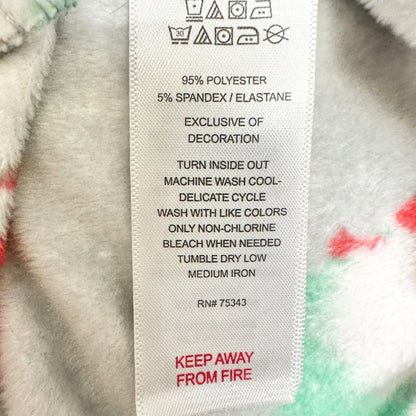 30
95% POLYESTER
5% SPANDEX / ELASTANE
EXCLUSIVE OF
DECORATION
TURN INSIDE OUT
MACHINE WASH COOL-
DELICATE CYCLE
WASH WITH LIKE COLORS
ONLY NON-CHLORINE
BLEACH WHEN NEEDED
TUMBLE DRY LOW
MEDIUM IRON
RN# 75343
KEEP AWAY
FROM FIRE